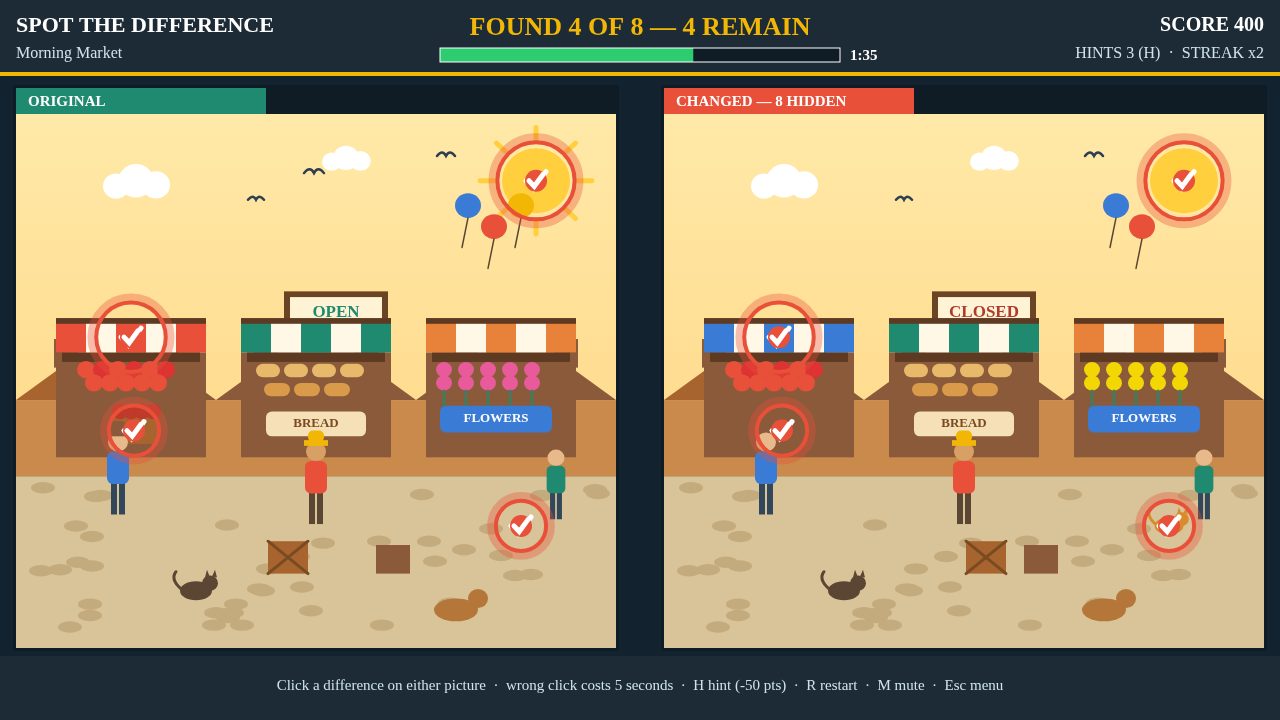 SPOT THE DIFFERENCE
Morning Market
FOUND 4 OF 8 — 4 REMAIN
1:35
SCORE 400
HINTS 3 (H) · STREAK x2
ORIGINAL
CHANGED — 8 HIDDEN
OPEN
BREAD
FLOWERS
CLOSED
BREAD
FLOWERS
Click a difference on either picture · wrong click costs 5 seconds · H hint (-50 pts) · R restart · M mute · Esc menu